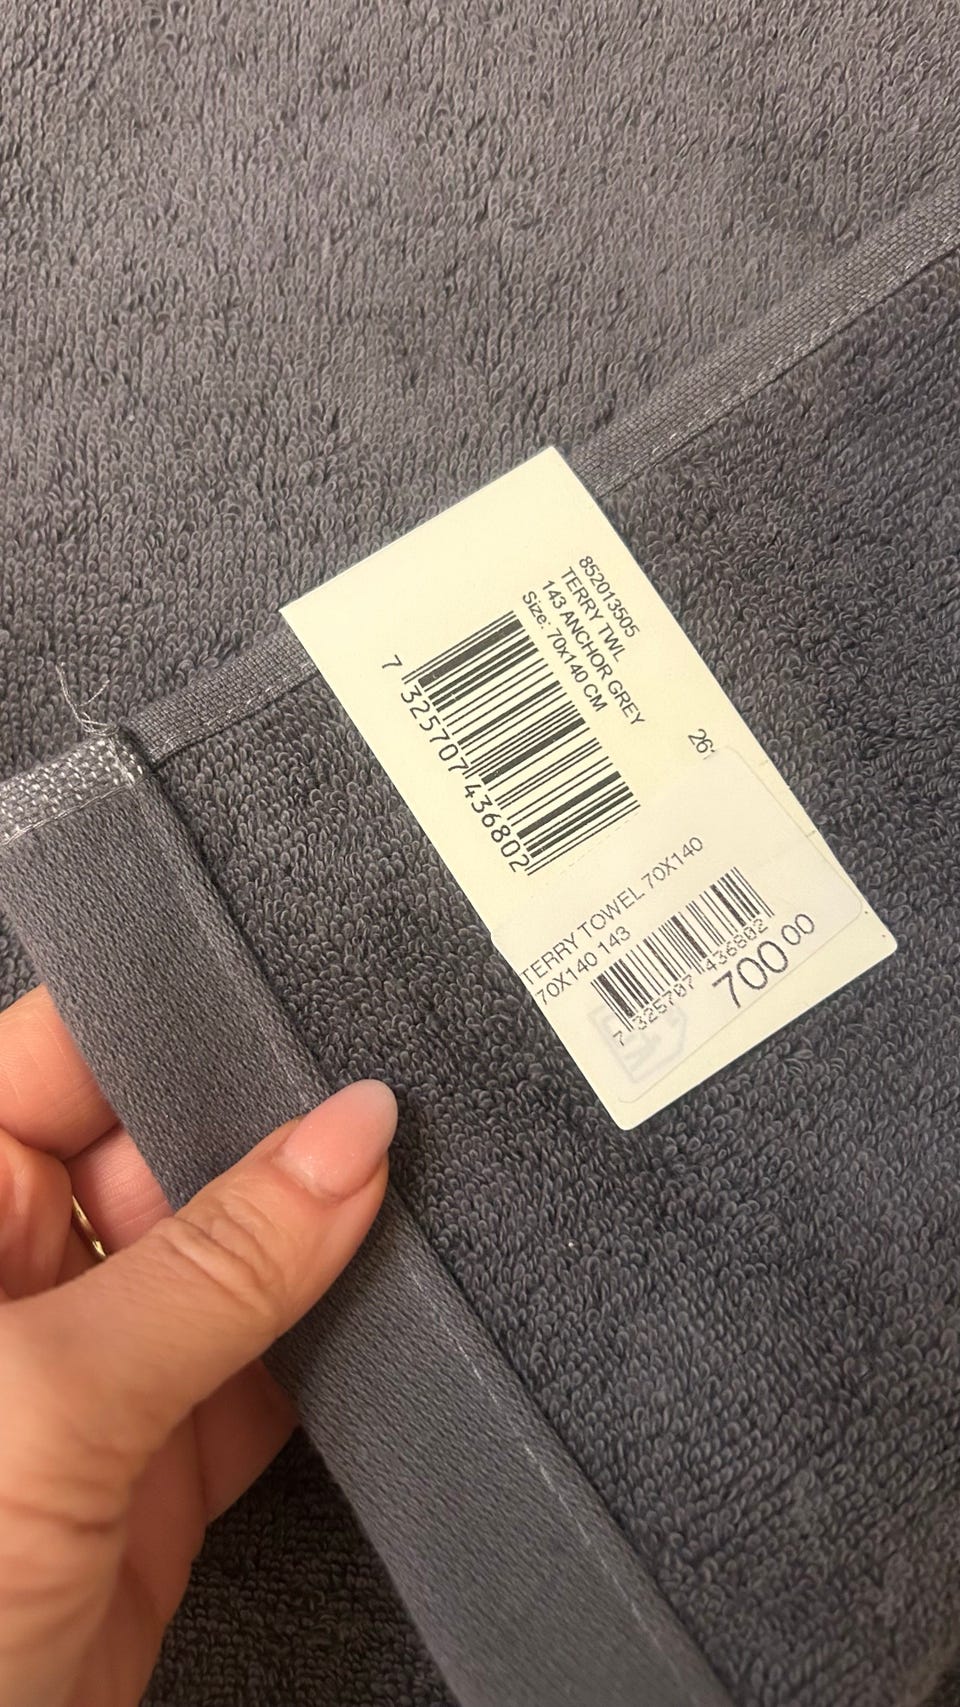 852013505
TERRY TWL
143 ANCHOR GREY
Size: 70x140 CM
7 325707 436802
26
TERRY TOWEL 70X140
70X140 143
7 325707 436802
700 00